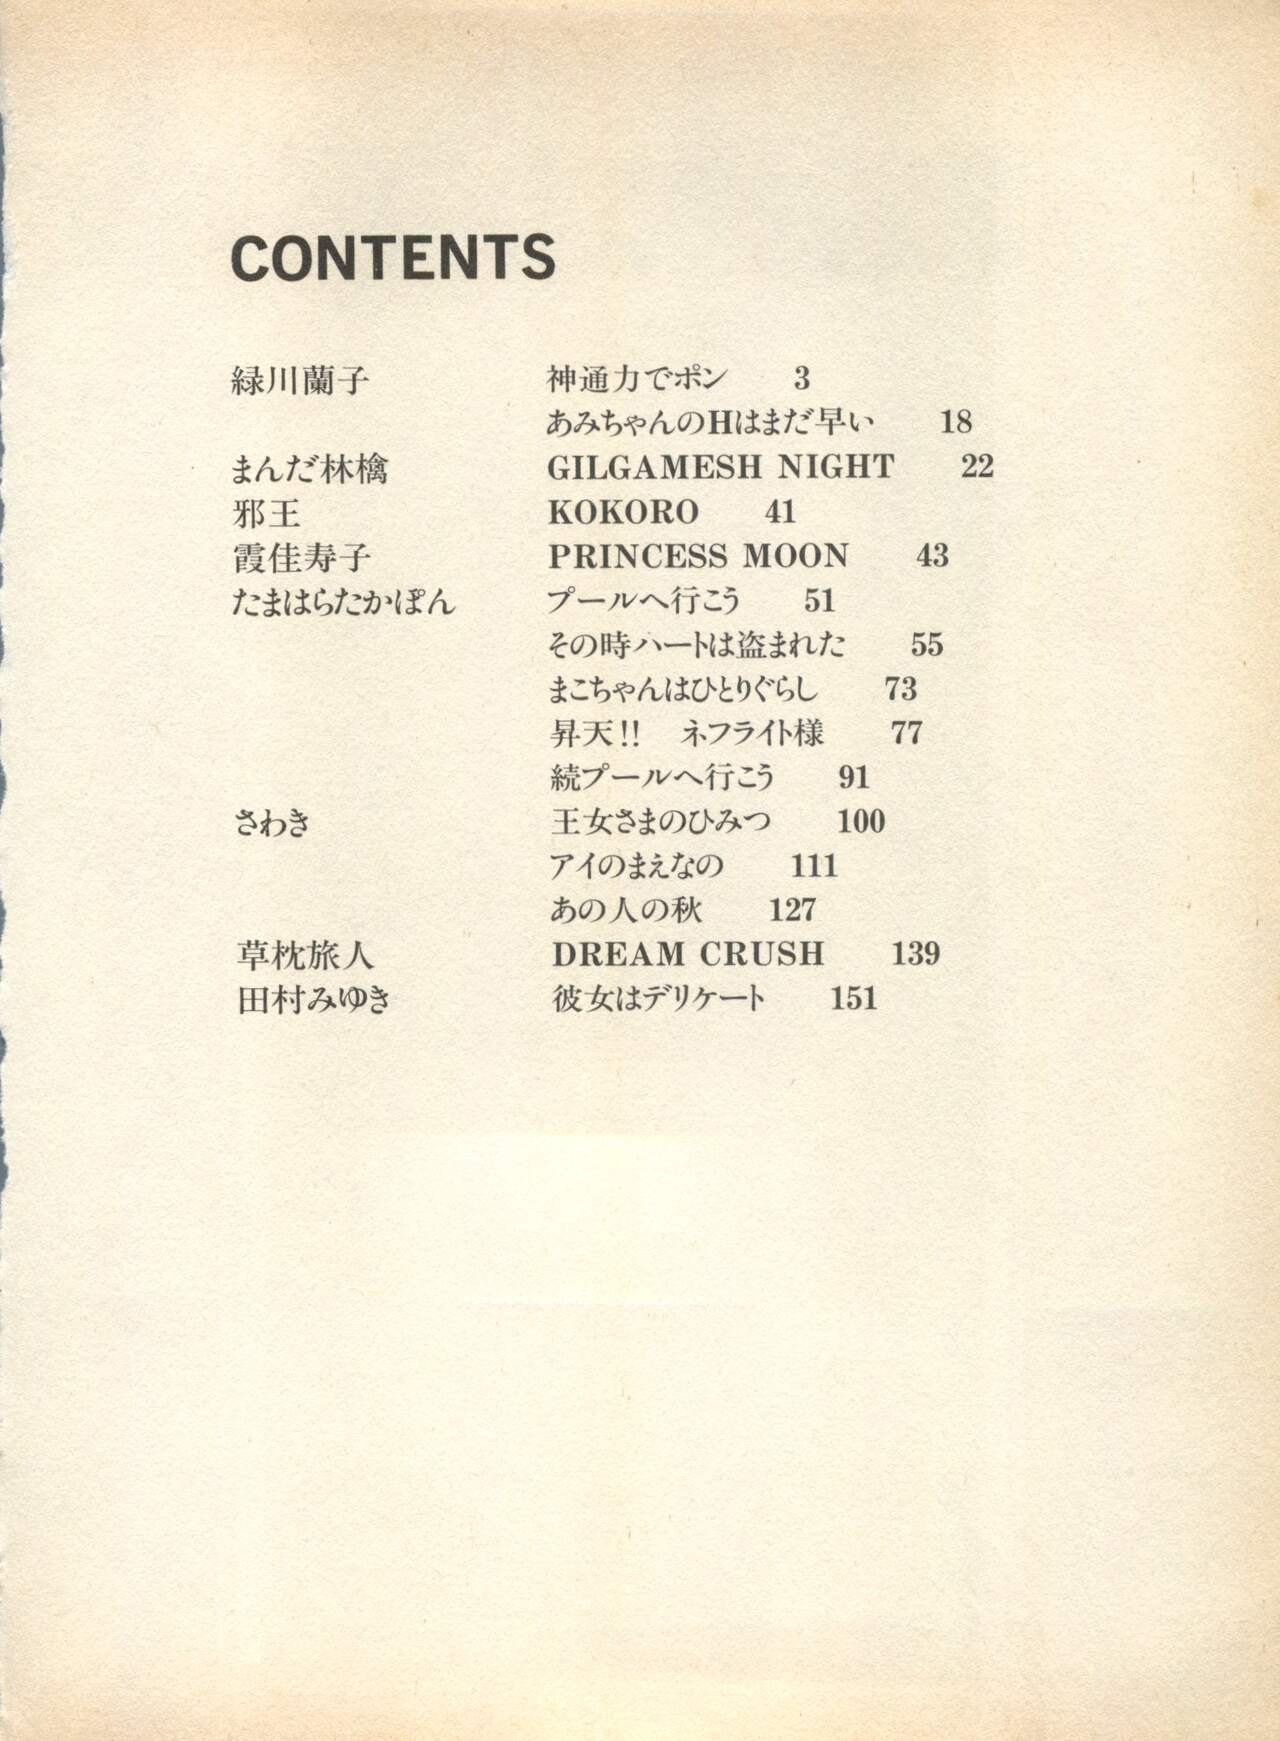 CONTENTS
緑川蘭子 神通力でポン 3
あみちゃんのHはまだ早い 18
まんだ林檎 GILGAMESH NIGHT 22
邪王 KOKORO 41
霞佳寿子 PRINCESS MOON 43
たまはらたかぽん プールへ行こう 51
その時ハートは盗まれた 55
まこちゃんはひとりぐらし 73
昇天!! ネフライト様 77
続プールへ行こう 91
さわき 王女さまのひみつ 100
アイのまえなの 111
あの人の秋 127
草枕旅人 DREAM CRUSH 139
田村みゆき 彼女はデリケート 151